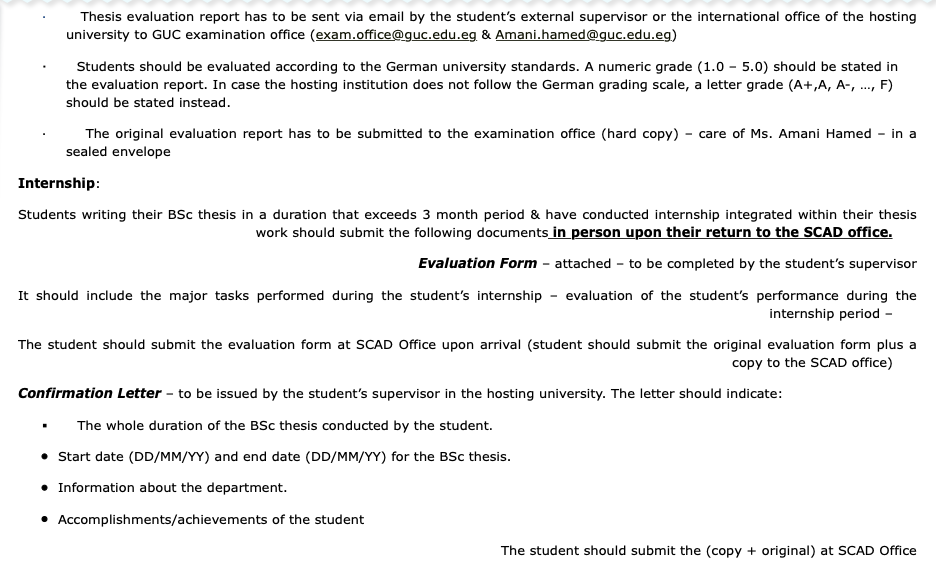 · Thesis evaluation report has to be sent via email by the student’s external supervisor or the international office of the hosting
university to GUC examination office (exam.office@guc.edu.eg & Amani.hamed@guc.edu.eg)
· Students should be evaluated according to the German university standards. A numeric grade (1.0 – 5.0) should be stated in
the evaluation report. In case the hosting institution does not follow the German grading scale, a letter grade (A+,A, A-, …, F)
should be stated instead.
· The original evaluation report has to be submitted to the examination office (hard copy) – care of Ms. Amani Hamed – in a
sealed envelope
Internship:
Students writing their BSc thesis in a duration that exceeds 3 month period & have conducted internship integrated within their thesis
work should submit the following documents in person upon their return to the SCAD office.
Evaluation Form – attached – to be completed by the student’s supervisor
It should include the major tasks performed during the student’s internship – evaluation of the student’s performance during the
internship period –
The student should submit the evaluation form at SCAD Office upon arrival (student should submit the original evaluation form plus a
copy to the SCAD office)
Confirmation Letter – to be issued by the student’s supervisor in the hosting university. The letter should indicate:
▪ The whole duration of the BSc thesis conducted by the student.
● Start date (DD/MM/YY) and end date (DD/MM/YY) for the BSc thesis.
● Information about the department.
● Accomplishments/achievements of the student
The student should submit the (copy + original) at SCAD Office